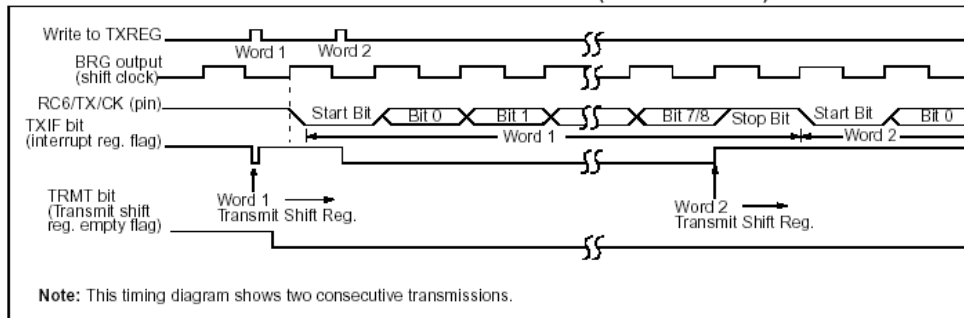 Write to TXREG
Word 1
Word 2
BRG output
(shift clock)
RC6/TX/CK (pin)
Start Bit
Bit 0
Bit 1
Bit 7/8
Stop Bit
Start Bit
Bit 0
TXIF bit
(interrupt reg. flag)
Word 1
Word 2
TRMT bit
(Transmit shift
reg. empty flag)
Word 1
Transmit Shift Reg.
Word 2
Transmit Shift Reg.
Note: This timing diagram shows two consecutive transmissions.